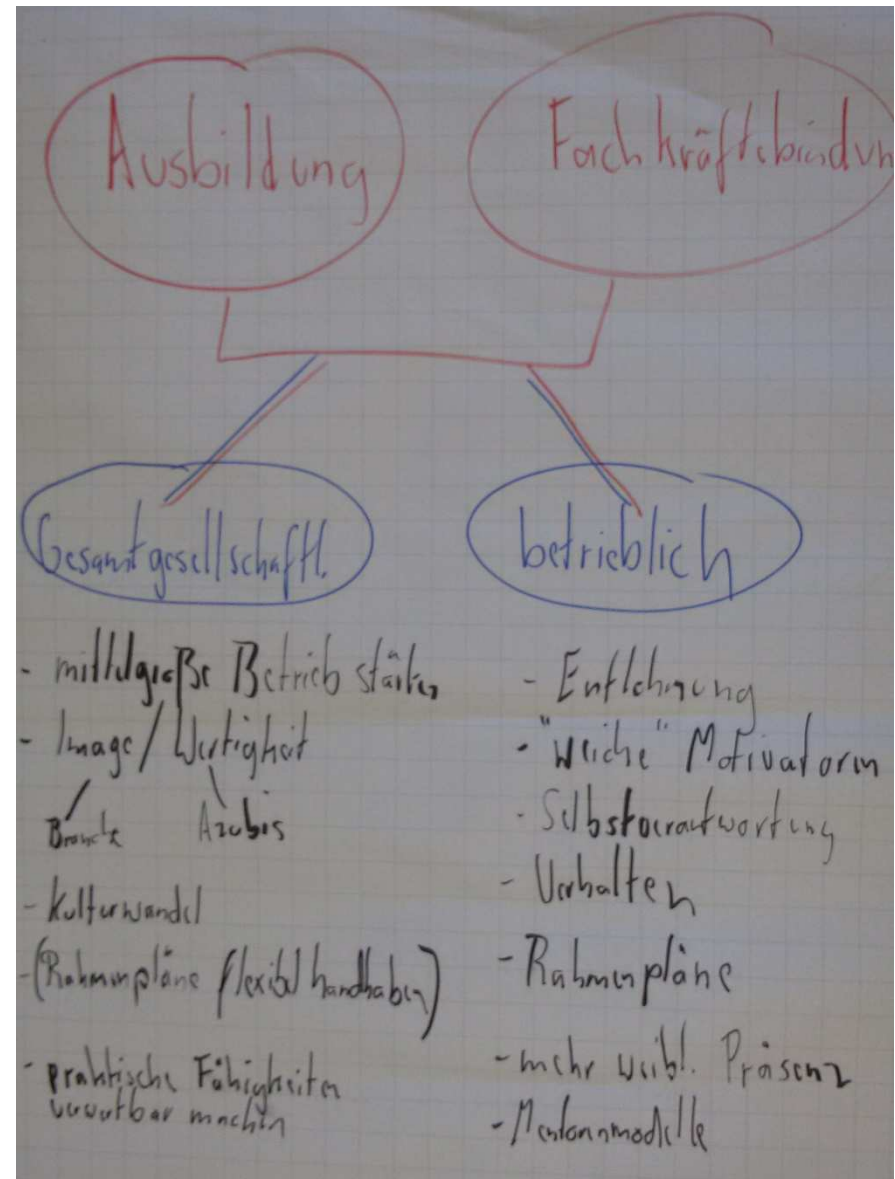 Ausbildung
Fachkräftebindun
Gesamtgesellschaftl.
betrieblich
- mittelgroße Betrieb stärken
- Image / Wertigkeit
Branche Azubis
- Kulturwandel
- (Rahmenpläne flexibel handhaben)
- praktische Fähigkeiten
verwertbar machen
- Entlohnung
- "weiche" Motivatoren
- Selbstverantwortung
- Verhalten
- Rahmenpläne
- mehr weibl. Präsenz
- Mentorenmodelle